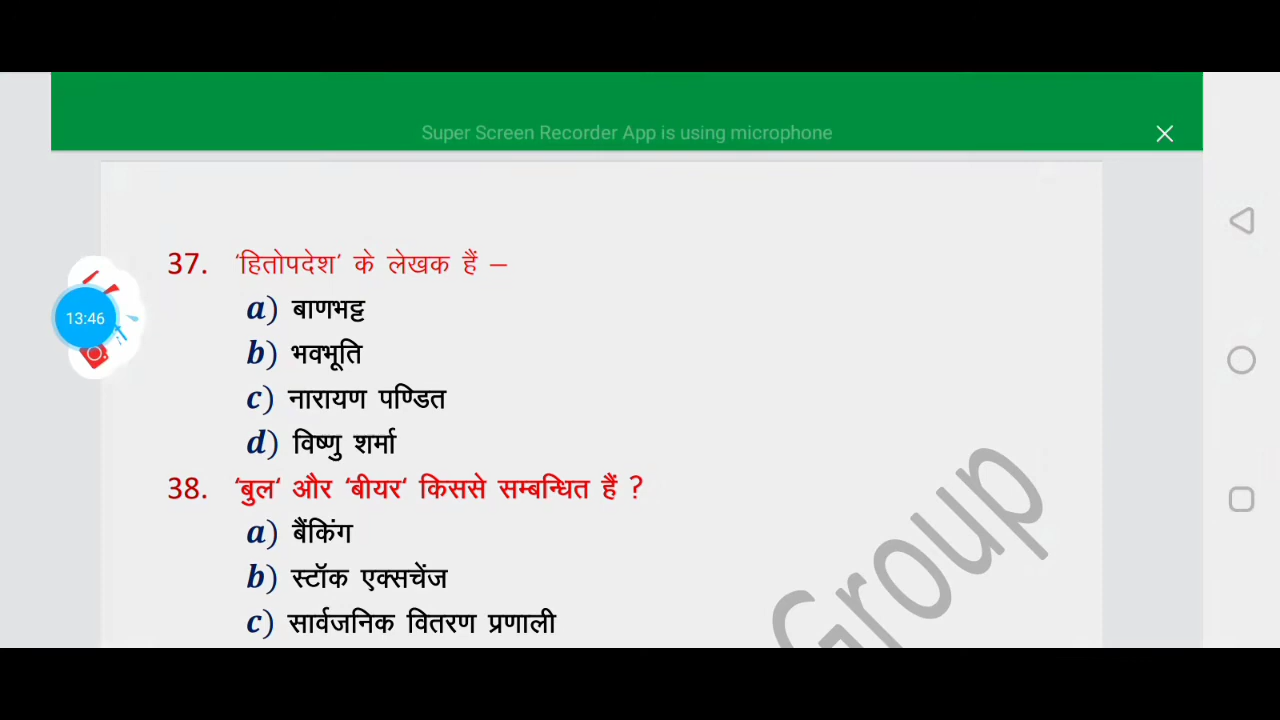 Super Screen Recorder App is using microphone
37. ‘हितोपदेश’ के लेखक हैं –
13:46
a) बाणभट्ट
b) भवभूति
c) नारायण पण्डित
d) विष्णु शर्मा
38. ‘बुल‘ और ‘बीयर‘ किससे सम्बन्धित हैं ?
a) बैंकिंग
b) स्टॉक एक्सचेंज
c) सार्वजनिक वितरण प्रणाली
Group